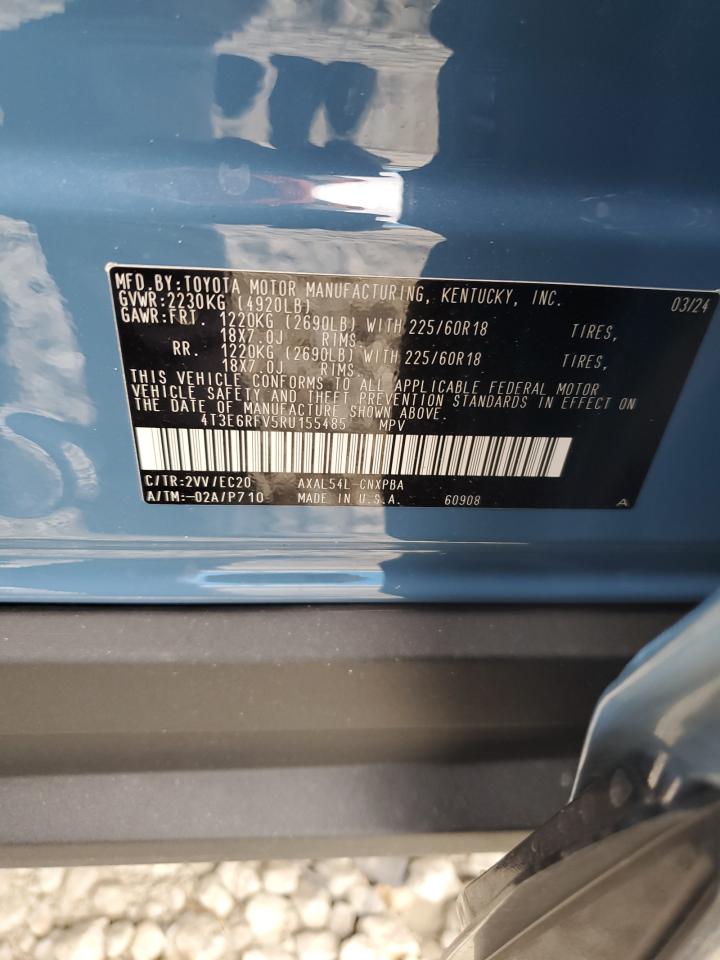 MFD.BY:TOYOTA MOTOR MANUFACTURING, KENTUCKY, INC. 03/24
GVWR:2230KG (4920LB)
GAWR:FRT. 1220KG (2690LB) WITH 225/60R18 TIRES,
18X7.0J RIMS.
RR. 1220KG (2690LB) WITH 225/60R18 TIRES,
18X7.0J RIMS.
THIS VEHICLE CONFORMS TO ALL APPLICABLE FEDERAL MOTOR
VEHICLE SAFETY AND THEFT PREVENTION STANDARDS IN EFFECT ON
THE DATE OF MANUFACTURE SHOWN ABOVE.
4T3E6RFV5RU155485 MPV
C/TR:2VV/EC20 AXAL54L-CNXPBA
A/TM:-02A/P710 MADE IN U.S.A. 60908 A